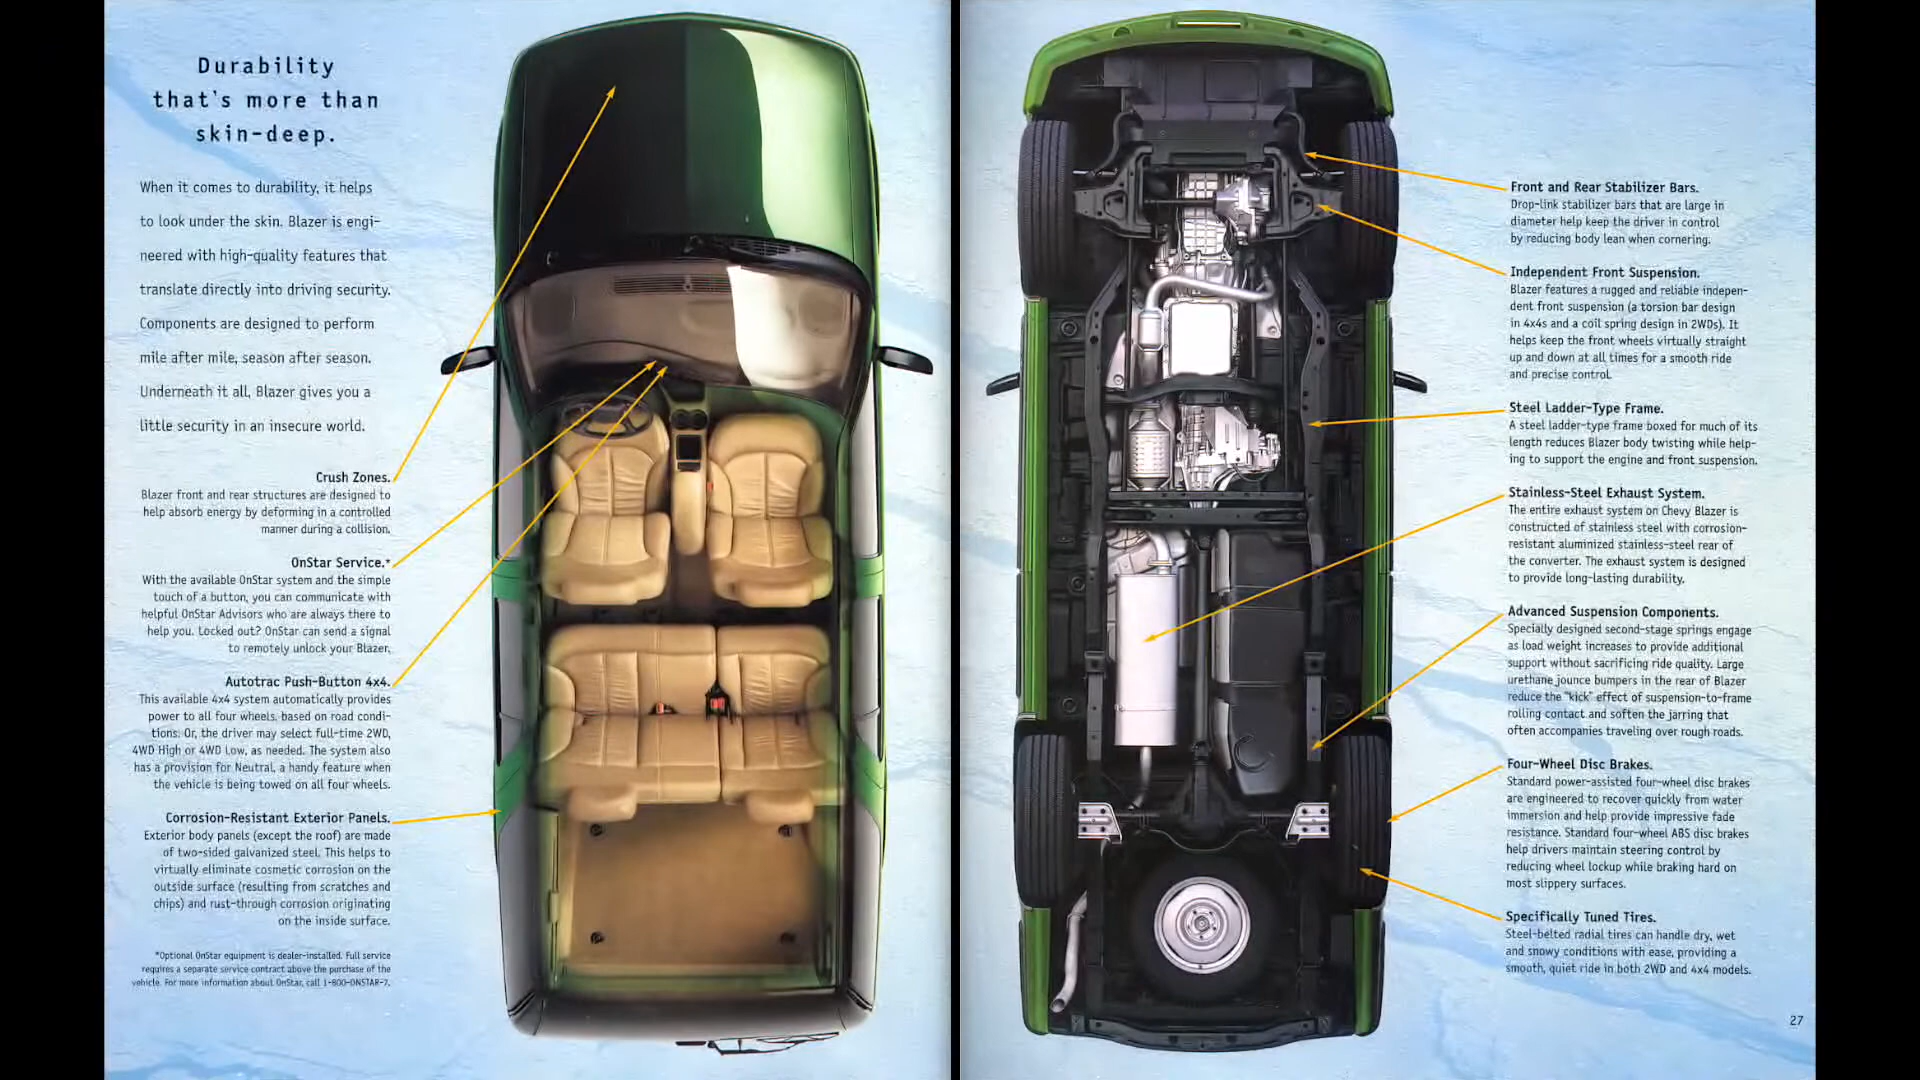 Durability
that's more than
skin-deep.
When it comes to durability, it helps
to look under the skin. Blazer is engi-
neered with high-quality features that
translate directly into driving security.
Components are designed to perform
mile after mile, season after season.
Underneath it all, Blazer gives you a
little security in an insecure world.
Crush Zones.
Blazer front and rear structures are designed to
help absorb energy by deforming in a controlled
manner during a collision.
OnStar Service.*
With the available OnStar system and the simple
touch of a button, you can communicate with
helpful OnStar Advisors who are always there to
help you. Locked out? OnStar can send a signal
to remotely unlock your Blazer.
Autotrac Push-Button 4x4.
This available 4x4 system automatically provides
power to all four wheels, based on road condi-
tions. Or, the driver may select full-time 2WD,
4WD High or 4WD Low, as needed. The system also
has a provision for Neutral, a handy feature when
the vehicle is being towed on all four wheels.
Corrosion-Resistant Exterior Panels.
Exterior body panels (except the roof) are made
of two-sided galvanized steel. This helps to
virtually eliminate cosmetic corrosion on the
outside surface (resulting from scratches and
chips) and rust-through corrosion originating
on the inside surface.
*Optional OnStar equipment is dealer-installed. Full service
requires a separate service contract above the purchase of the
vehicle. For more information about OnStar, call 1-800-ONSTAR-7.
Front and Rear Stabilizer Bars.
Drop-link stabilizer bars that are large in
diameter help keep the driver in control
by reducing body lean when cornering.
Independent Front Suspension.
Blazer features a rugged and reliable indepen-
dent front suspension (a torsion bar design
in 4x4s and a coil spring design in 2WDs). It
helps keep the front wheels virtually straight
up and down at all times for a smooth ride
and precise control.
Steel Ladder-Type Frame.
A steel ladder-type frame boxed for much of its
length reduces Blazer body twisting while help-
ing to support the engine and front suspension.
Stainless-Steel Exhaust System.
The entire exhaust system on Chevy Blazer is
constructed of stainless steel with corrosion-
resistant aluminized stainless-steel rear of
the converter. The exhaust system is designed
to provide long-lasting durability.
Advanced Suspension Components.
Specially designed second-stage springs engage
as load weight increases to provide additional
support without sacrificing ride quality. Large
urethane jounce bumpers in the rear of Blazer
reduce the "kick" effect of suspension-to-frame
rolling contact and soften the jarring that
often accompanies traveling over rough roads.
Four-Wheel Disc Brakes.
Standard power-assisted four-wheel disc brakes
are engineered to recover quickly from water
immersion and help provide impressive fade
resistance. Standard four-wheel ABS disc brakes
help drivers maintain steering control by
reducing wheel lockup while braking hard on
most slippery surfaces.
Specifically Tuned Tires.
Steel-belted radial tires can handle dry, wet
and snowy conditions with ease, providing a
smooth, quiet ride in both 2WD and 4x4 models.
27